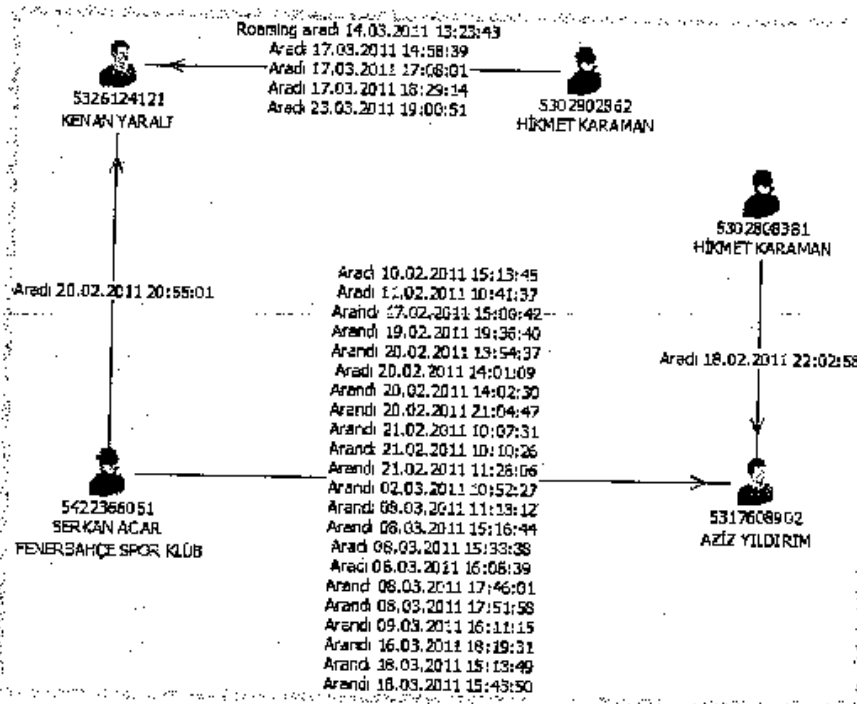 Roaming aradı 14.03.2011 13:23:43
Aradı 17.03.2011 14:58:39
Aradı 17.03.2011 17:08:01
Aradı 17.03.2011 18:29:14
Aradı 23.03.2011 19:00:51
5326124121
KENAN YARALI
5302902862
HİKMET KARAMAN
5302808381
HİKMET KARAMAN
Aradı 20.02.2011 20:55:01
Aradı 18.02.2011 22:02:58
Aradı 10.02.2011 15:13:45
Aradı 11.02.2011 10:41:37
Arandı 17.02.2011 15:00:42
Arandı 19.02.2011 19:36:40
Arandı 20.02.2011 13:54:37
Aradı 20.02.2011 14:01:09
Arandı 20.02.2011 14:02:30
Arandı 20.02.2011 21:04:47
Arandı 21.02.2011 10:07:31
Arandı 21.02.2011 10:10:26
Arandı 21.02.2011 11:28:06
Arandı 02.03.2011 10:52:27
Arandı 08.03.2011 11:13:12
Arandı 08.03.2011 15:16:44
Aradı 08.03.2011 15:33:38
Aradı 08.03.2011 16:08:39
Arandı 08.03.2011 17:46:01
Arandı 08.03.2011 17:51:58
Arandı 09.03.2011 16:11:15
Arandı 16.03.2011 18:19:31
Arandı 18.03.2011 15:13:49
Arandı 18.03.2011 15:43:50
5422366051
SERKAN ACAR
FENERBAHÇE SPOR KLÜB
5317608902
AZİZ YILDIRIM